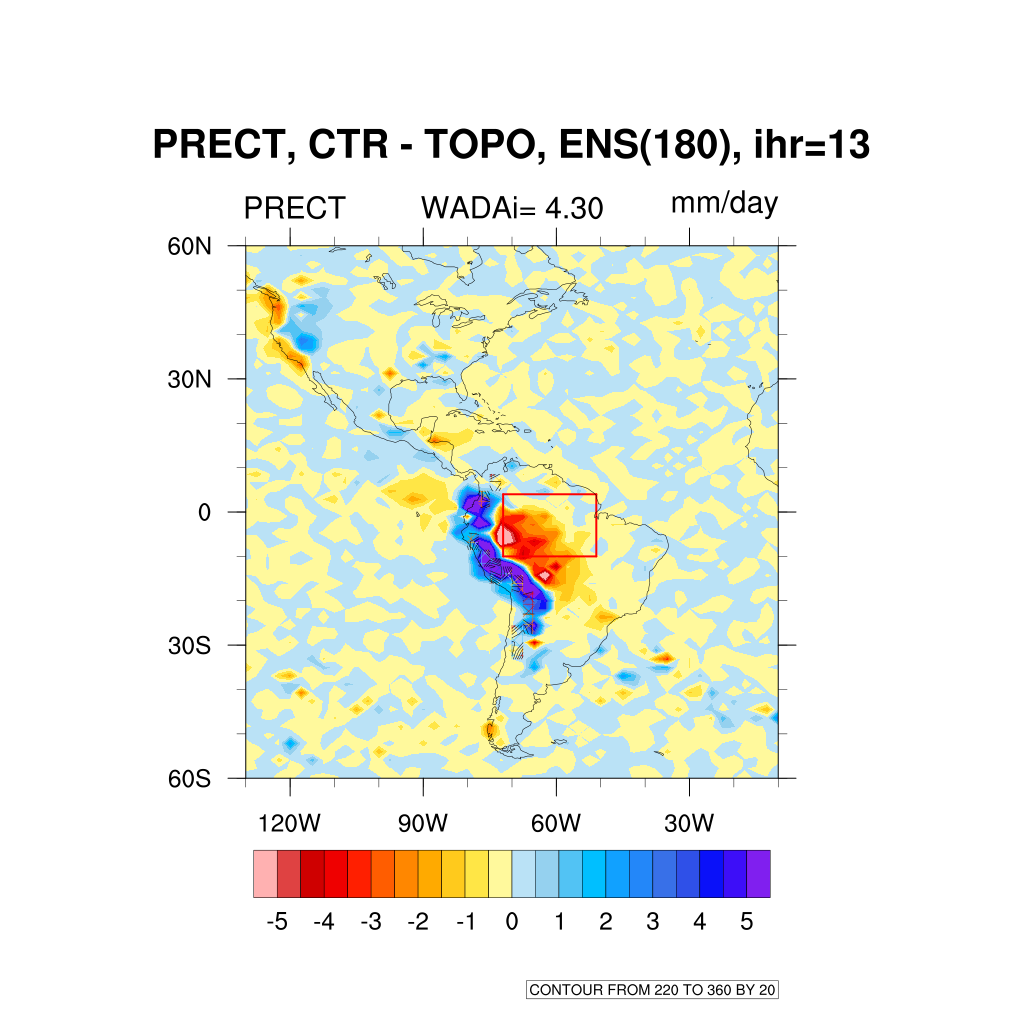 PRECT, CTR - TOPO, ENS(180), ihr=13
PRECT WADAi= 4.30 mm/day
60N
30N
0
30S
60S
120W 90W 60W 30W
-5 -4 -3 -2 -1 0 1 2 3 4 5
CONTOUR FROM 220 TO 360 BY 20